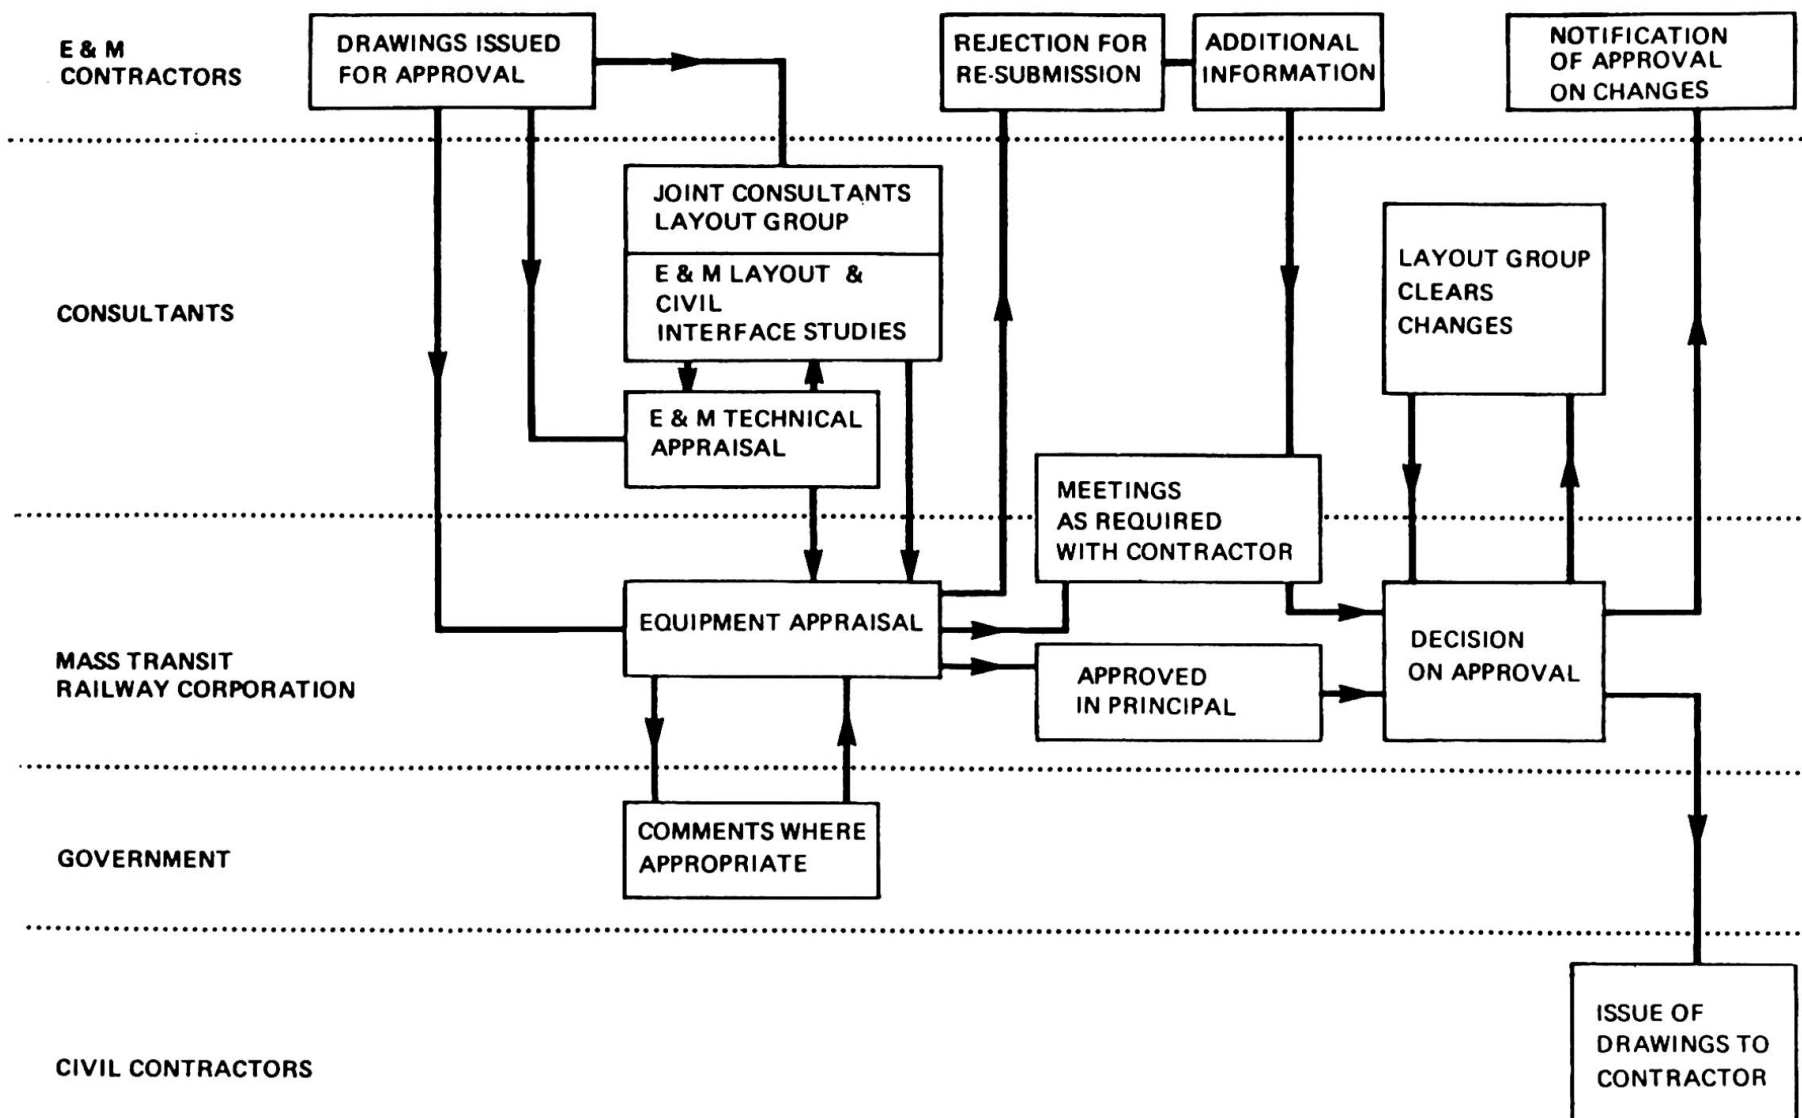 E & M
CONTRACTORS
DRAWINGS ISSUED
FOR APPROVAL
REJECTION FOR
RE-SUBMISSION
ADDITIONAL
INFORMATION
NOTIFICATION
OF APPROVAL
ON CHANGES
CONSULTANTS
JOINT CONSULTANTS
LAYOUT GROUP
E & M LAYOUT &
CIVIL
INTERFACE STUDIES
E & M TECHNICAL
APPRAISAL
LAYOUT GROUP
CLEARS
CHANGES
MEETINGS
AS REQUIRED
WITH CONTRACTOR
MASS TRANSIT
RAILWAY CORPORATION
EQUIPMENT APPRAISAL
APPROVED
IN PRINCIPAL
DECISION
ON APPROVAL
GOVERNMENT
COMMENTS WHERE
APPROPRIATE
CIVIL CONTRACTORS
ISSUE OF
DRAWINGS TO
CONTRACTOR